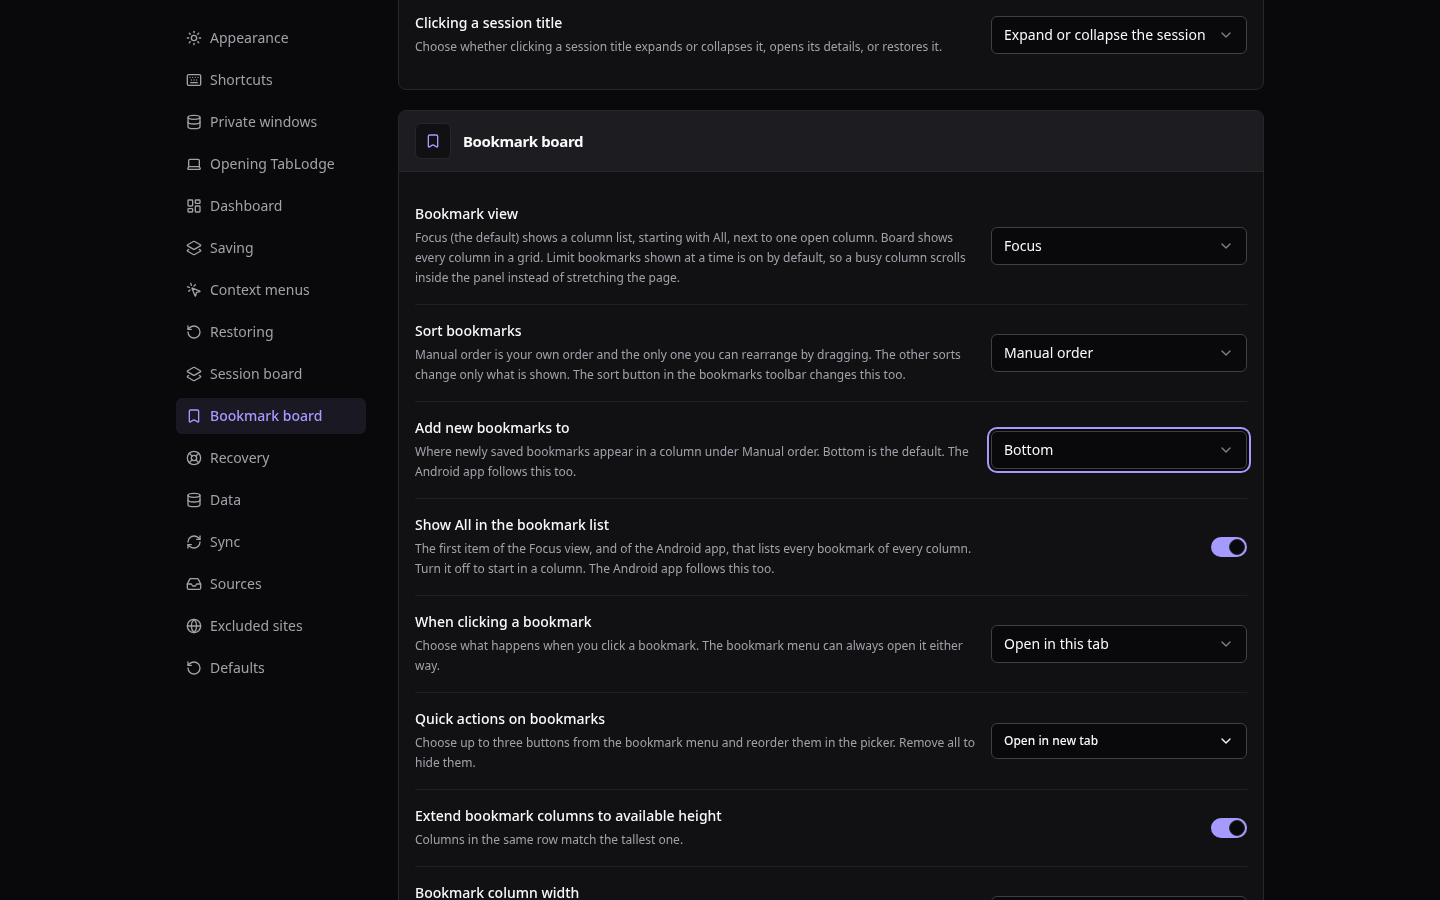 Appearance
Shortcuts
Private windows
Opening TabLodge
Dashboard
Saving
Context menus
Restoring
Session board
Bookmark board
Recovery
Data
Sync
Sources
Excluded sites
Defaults
Clicking a session title
Choose whether clicking a session title expands or collapses it, opens its details, or restores it.
Expand or collapse the session
Bookmark board
Bookmark view
Focus (the default) shows a column list, starting with All, next to one open column. Board shows
every column in a grid. Limit bookmarks shown at a time is on by default, so a busy column scrolls
inside the panel instead of stretching the page.
Focus
Sort bookmarks
Manual order is your own order and the only one you can rearrange by dragging. The other sorts
change only what is shown. The sort button in the bookmarks toolbar changes this too.
Manual order
Add new bookmarks to
Where newly saved bookmarks appear in a column under Manual order. Bottom is the default. The
Android app follows this too.
Bottom
Show All in the bookmark list
The first item of the Focus view, and of the Android app, that lists every bookmark of every column.
Turn it off to start in a column. The Android app follows this too.
When clicking a bookmark
Choose what happens when you click a bookmark. The bookmark menu can always open it either
way.
Open in this tab
Quick actions on bookmarks
Choose up to three buttons from the bookmark menu and reorder them in the picker. Remove all to
hide them.
Open in new tab
Extend bookmark columns to available height
Columns in the same row match the tallest one.
Bookmark column width